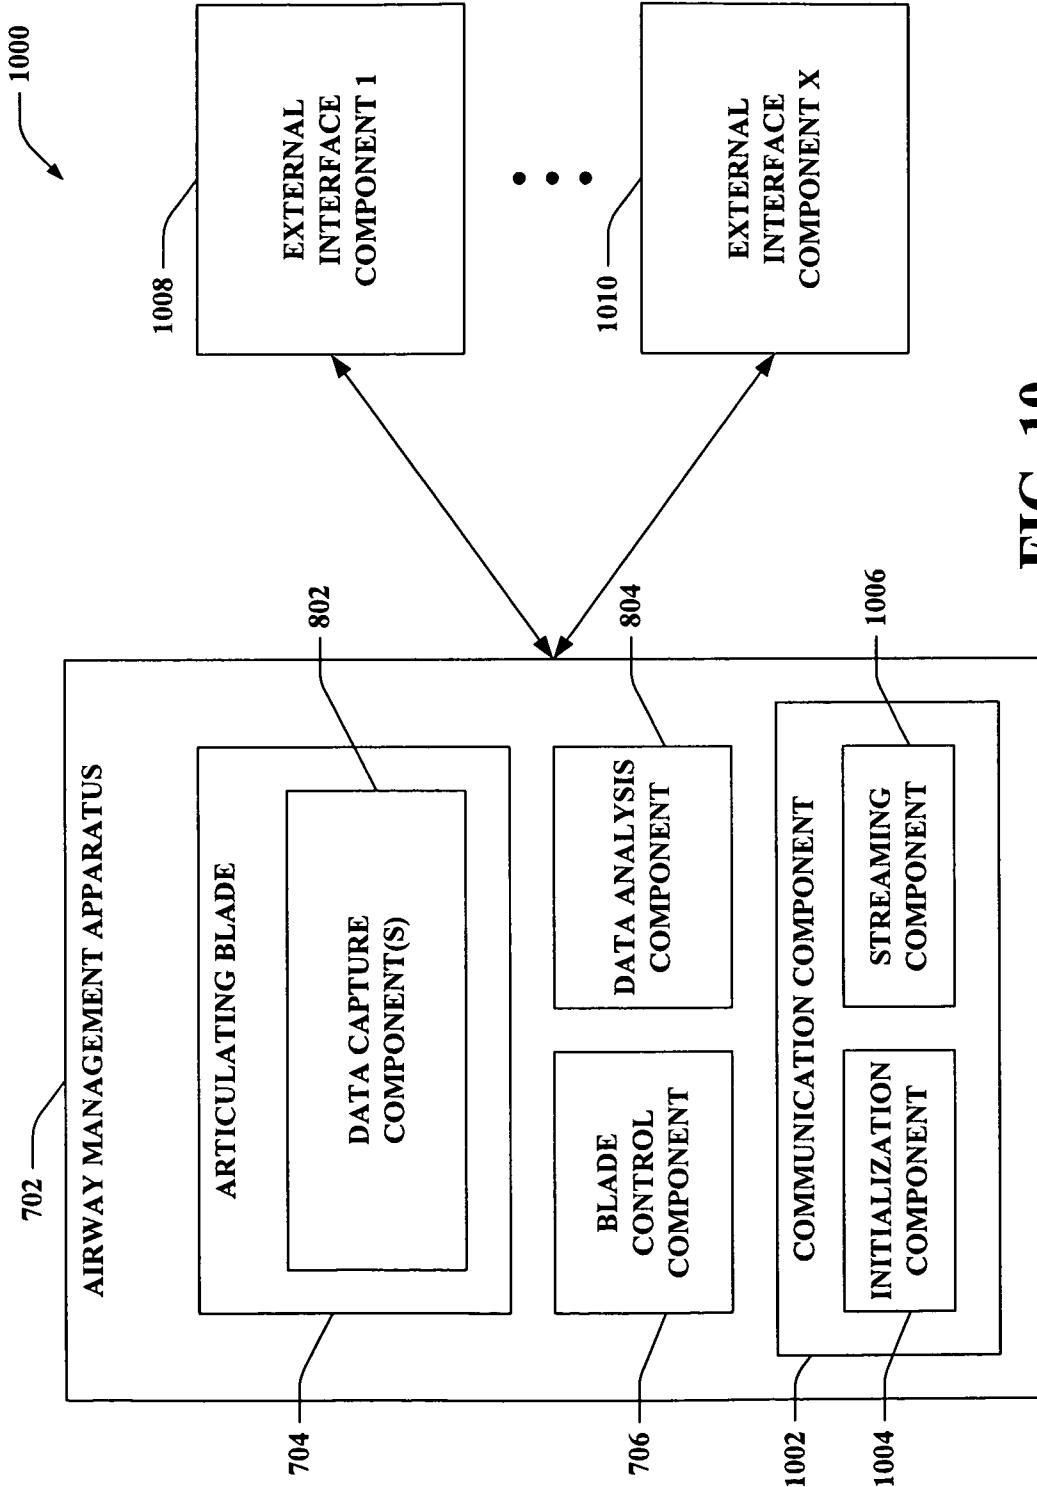 1000
702
AIRWAY MANAGEMENT APPARATUS
704
ARTICULATING BLADE
802
DATA CAPTURE
COMPONENT(S)
706
BLADE
CONTROL
COMPONENT
804
DATA ANALYSIS
COMPONENT
1002
COMMUNICATION COMPONENT
1004
INITIALIZATION
COMPONENT
1006
STREAMING
COMPONENT
1008
EXTERNAL
INTERFACE
COMPONENT 1
1010
EXTERNAL
INTERFACE
COMPONENT X
FIG. 10